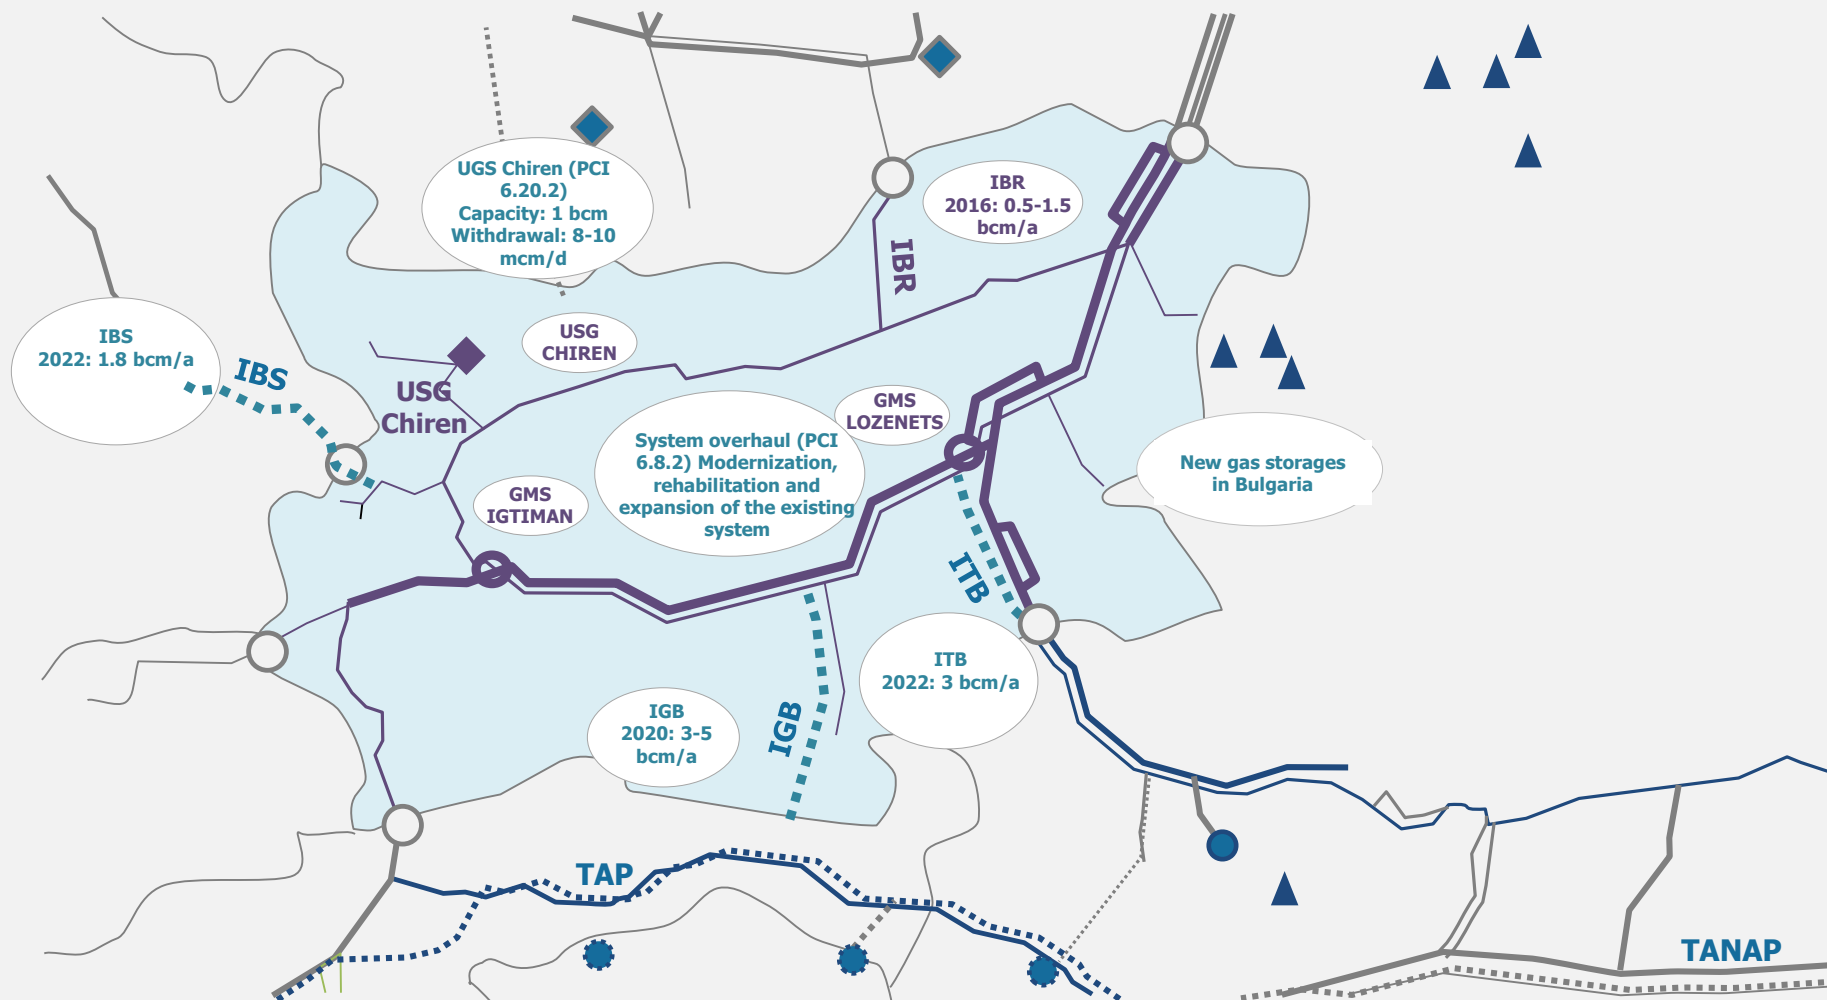 UGS Chiren (PCI
6.20.2)
Capacity: 1 bcm
Withdrawal: 8-10
mcm/d
IBR
2016: 0.5-1.5
bcm/a
IBR
IBS
2022: 1.8 bcm/a
IBS
USG
CHIREN
USG
Chiren
GMS
LOZENETS
System overhaul (PCI
6.8.2) Modernization,
rehabilitation and
expansion of the existing
system
New gas storages
in Bulgaria
GMS
IGTIMAN
ITB
ITB
2022: 3 bcm/a
IGB
2020: 3-5
bcm/a
IGB
TAP
TANAP